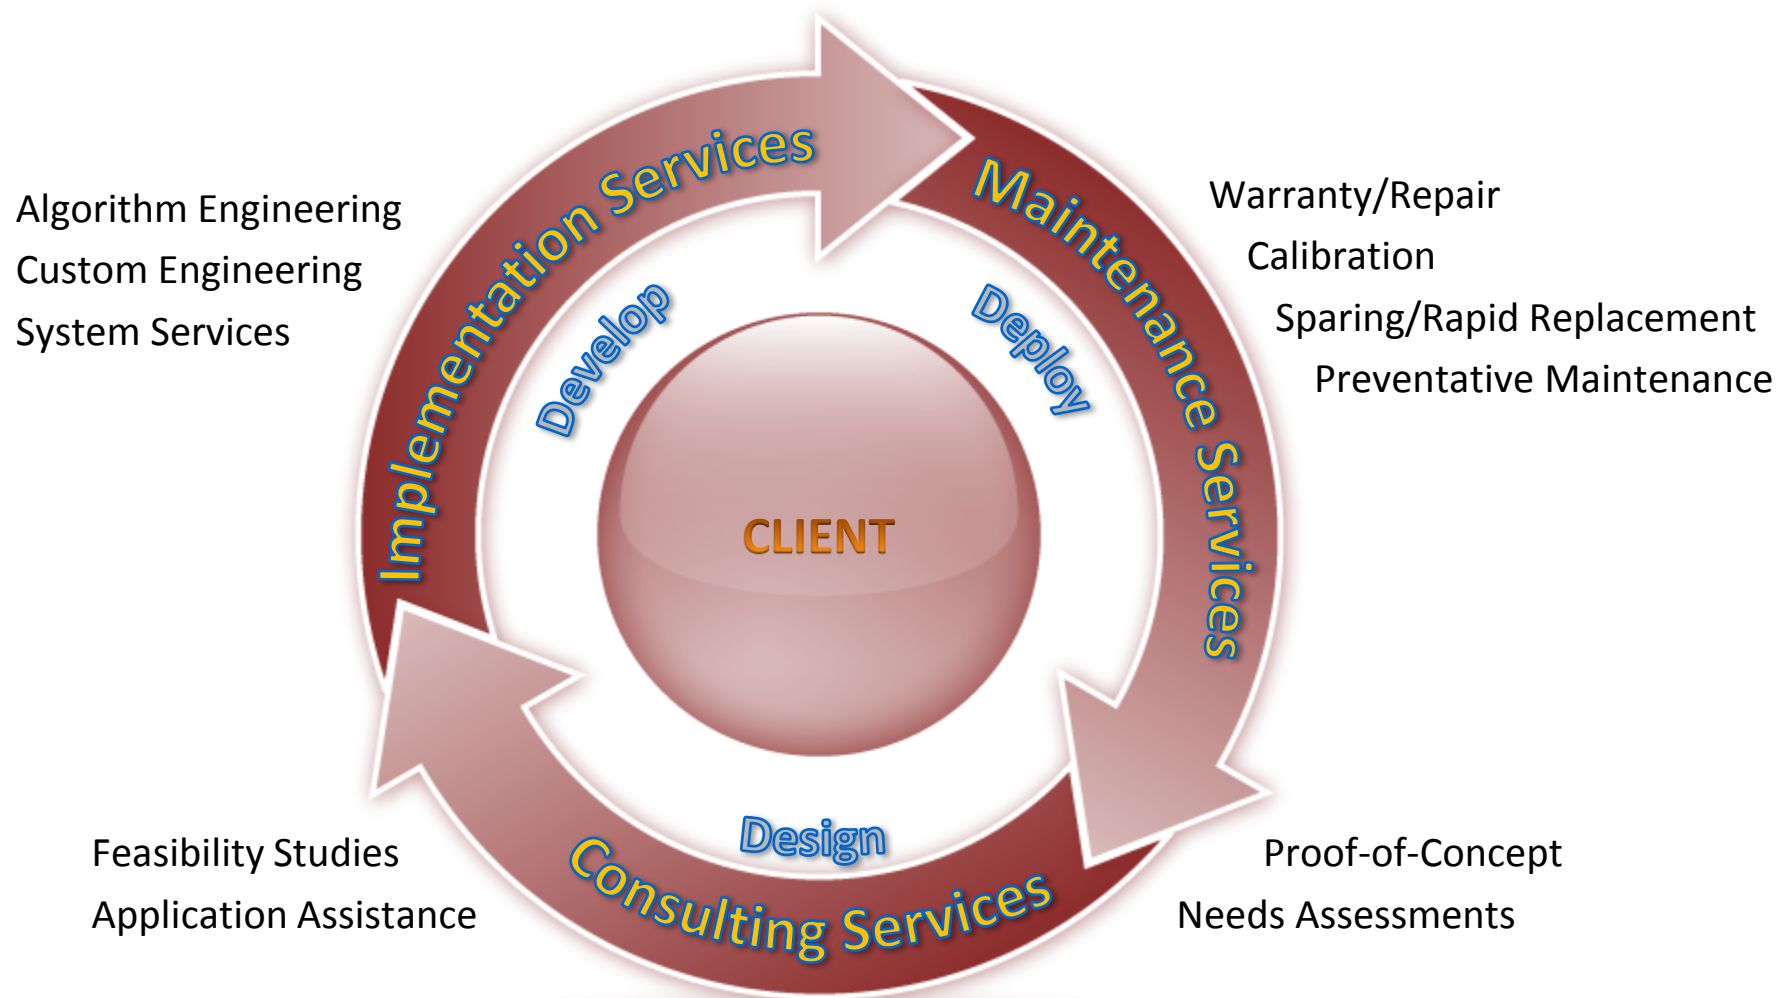 Implementation Services
Maintenance Services
Algorithm Engineering
Custom Engineering
System Services
Warranty/Repair
Calibration
Sparing/Rapid Replacement
Preventative Maintenance
Develop
Deploy
CLIENT
Design
Consulting Services
Feasibility Studies
Application Assistance
Proof-of-Concept
Needs Assessments